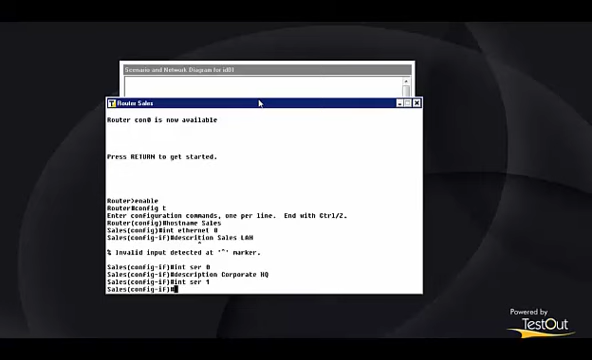 Scenario and Network Diagram for id03
Router Sales
Router con0 is now available
Press RETURN to get started.
Router>enable
Router#config t
Enter configuration commands, one per line. End with Ctrl/Z.
Router(config)#hostname Sales
Sales(config)#int ethernet 0
Sales(config-if)#descrition Sales LAN
^
% Invalid input detected at '^' marker.
Sales(config-if)#int ser 0
Sales(config-if)#description Corporate HQ
Sales(config-if)#int ser 1
Sales(config-if)#
Powered by
TestOut